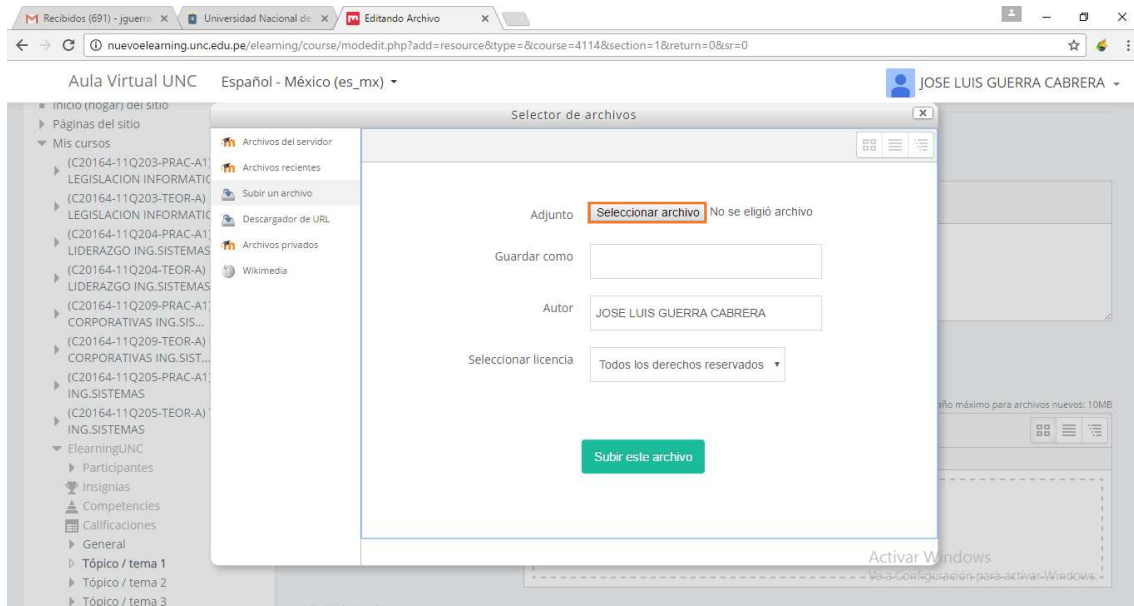 Recibidos (691) - jguerra
Universidad Nacional de
Editando Archivo
nuevoelearning.unc.edu.pe/elearning/course/modedit.php?add=resource&type=&course=4114&section=1&return=0&sr=0
Aula Virtual UNC
Español - México (es_mx)
JOSE LUIS GUERRA CABRERA
Inicio (hogar) del sitio
Páginas del sitio
Mis cursos
(C20164-11Q203-PRAC-A1)
LEGISLACION INFORMATIC
(C20164-11Q203-TEOR-A)
LEGISLACION INFORMATIC
(C20164-11Q204-PRAC-A1)
LIDERAZGO ING.SISTEMAS
(C20164-11Q204-TEOR-A)
LIDERAZGO ING.SISTEMAS
(C20164-11Q209-PRAC-A1)
CORPORATIVAS ING.SIS...
(C20164-11Q209-TEOR-A)
CORPORATIVAS ING.SIST...
(C20164-11Q205-PRAC-A1)
ING.SISTEMAS
(C20164-11Q205-TEOR-A)
ING.SISTEMAS
ElearningUNC
Participantes
Insignias
Competencies
Calificaciones
General
Tópico / tema 1
Tópico / tema 2
Tópico / tema 3
Selector de archivos
Archivos del servidor
Archivos recientes
Subir un archivo
Descargador de URL
Archivos privados
Wikimedia
Adjunto Seleccionar archivo No se eligió archivo
Guardar como
Autor JOSE LUIS GUERRA CABRERA
Seleccionar licencia Todos los derechos reservados
Subir este archivo
año máximo para archivos nuevos: 10MB
Activar Windows
Ve a Configuración para activar Windows.